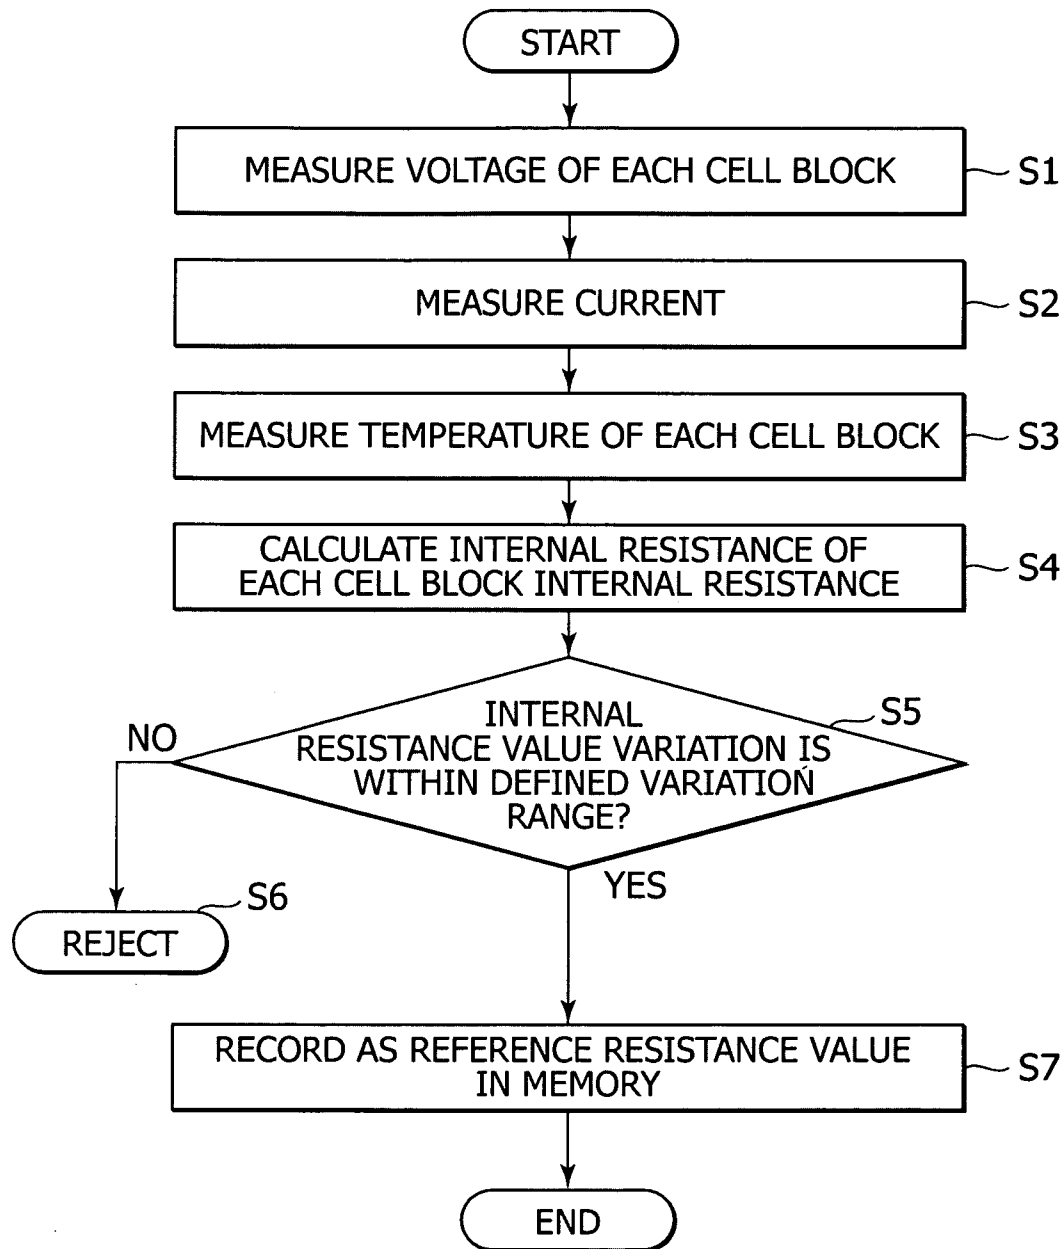 START
MEASURE VOLTAGE OF EACH CELL BLOCK
S1
MEASURE CURRENT
S2
MEASURE TEMPERATURE OF EACH CELL BLOCK
S3
CALCULATE INTERNAL RESISTANCE OF
EACH CELL BLOCK INTERNAL RESISTANCE
S4
INTERNAL
RESISTANCE VALUE VARIATION IS
WITHIN DEFINED VARIATION
RANGE?
S5
NO
YES
S6
REJECT
RECORD AS REFERENCE RESISTANCE VALUE
IN MEMORY
S7
END